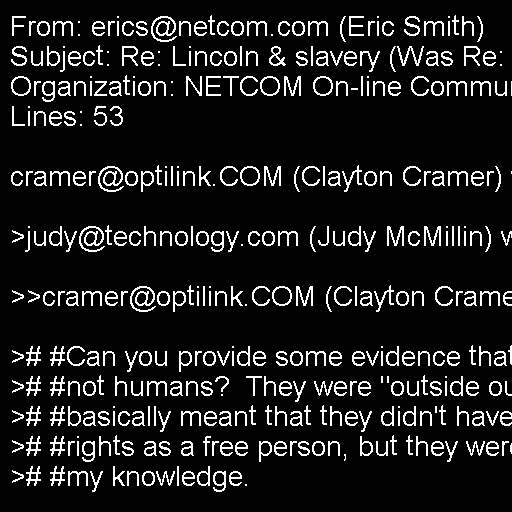 From: erics@netcom.com (Eric Smith)
Subject: Re: Lincoln & slavery (Was Re:
Organization: NETCOM On-line Commu
Lines: 53
cramer@optilink.COM (Clayton Cramer)
>judy@technology.com (Judy McMillin) w
>>cramer@optilink.COM (Clayton Crame
># #Can you provide some evidence that
># #not humans?  They were "outside ou
># #basically meant that they didn't have
># #rights as a free person, but they were
># #my knowledge.